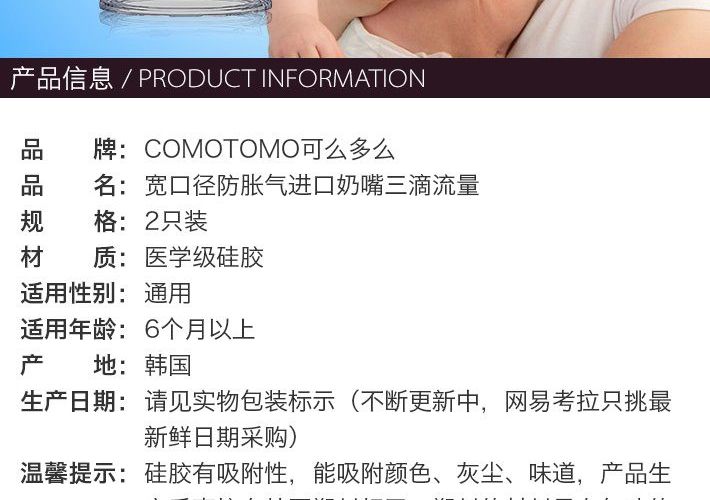 产品信息 / PRODUCT INFORMATION
品 牌： COMOTOMO可么多么
品 名： 宽口径防胀气进口奶嘴三滴流量
规 格： 2只装
材 质： 医学级硅胶
适用性别： 通用
适用年龄： 6个月以上
产 地： 韩国
生产日期： 请见实物包装标示（不断更新中，网易考拉只挑最
新鲜日期采购）
温馨提示： 硅胶有吸附性，能吸附颜色、灰尘、味道，产品生